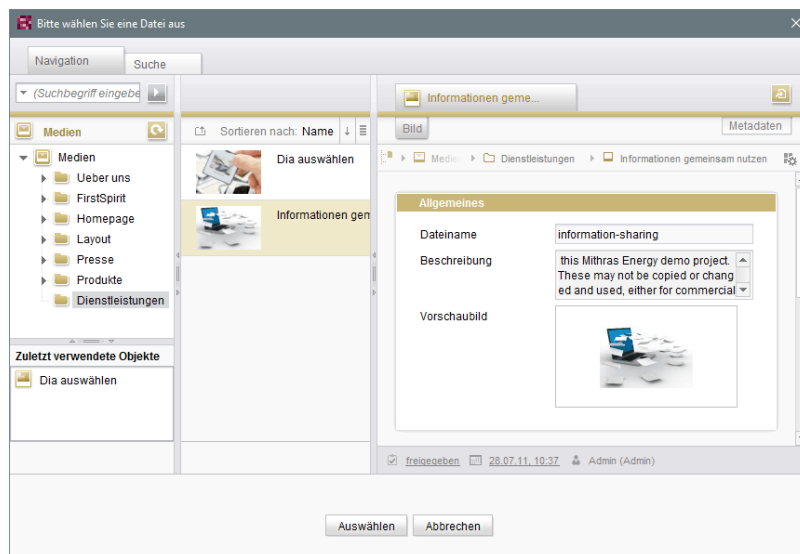 Bitte wählen Sie eine Datei aus
Navigation
Suche
(Suchbegriff eingebe
Medien
Medien
Ueber uns
FirstSpirit
Homepage
Layout
Presse
Produkte
Dienstleistungen
Zuletzt verwendete Objekte
Dia auswählen
Sortieren nach: Name
Dia auswählen
Informationen gem
Informationen geme...
Bild
Metadaten
Medien
Dienstleistungen
Informationen gemeinsam nutzen
Allgemeines
Dateiname
information-sharing
Beschreibung
this Mithras Energy demo project.
These may not be copied or chang
ed and used, either for commercial
Vorschaubild
freigegeben
28.07.11, 10:37
Admin (Admin)
Auswählen
Abbrechen